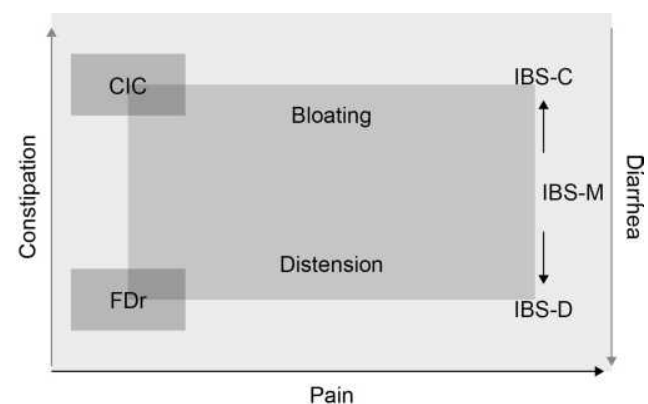 CIC
IBS-C
Bloating
Constipation
IBS-M
Diarrhea
Distension
FDr
IBS-D
Pain